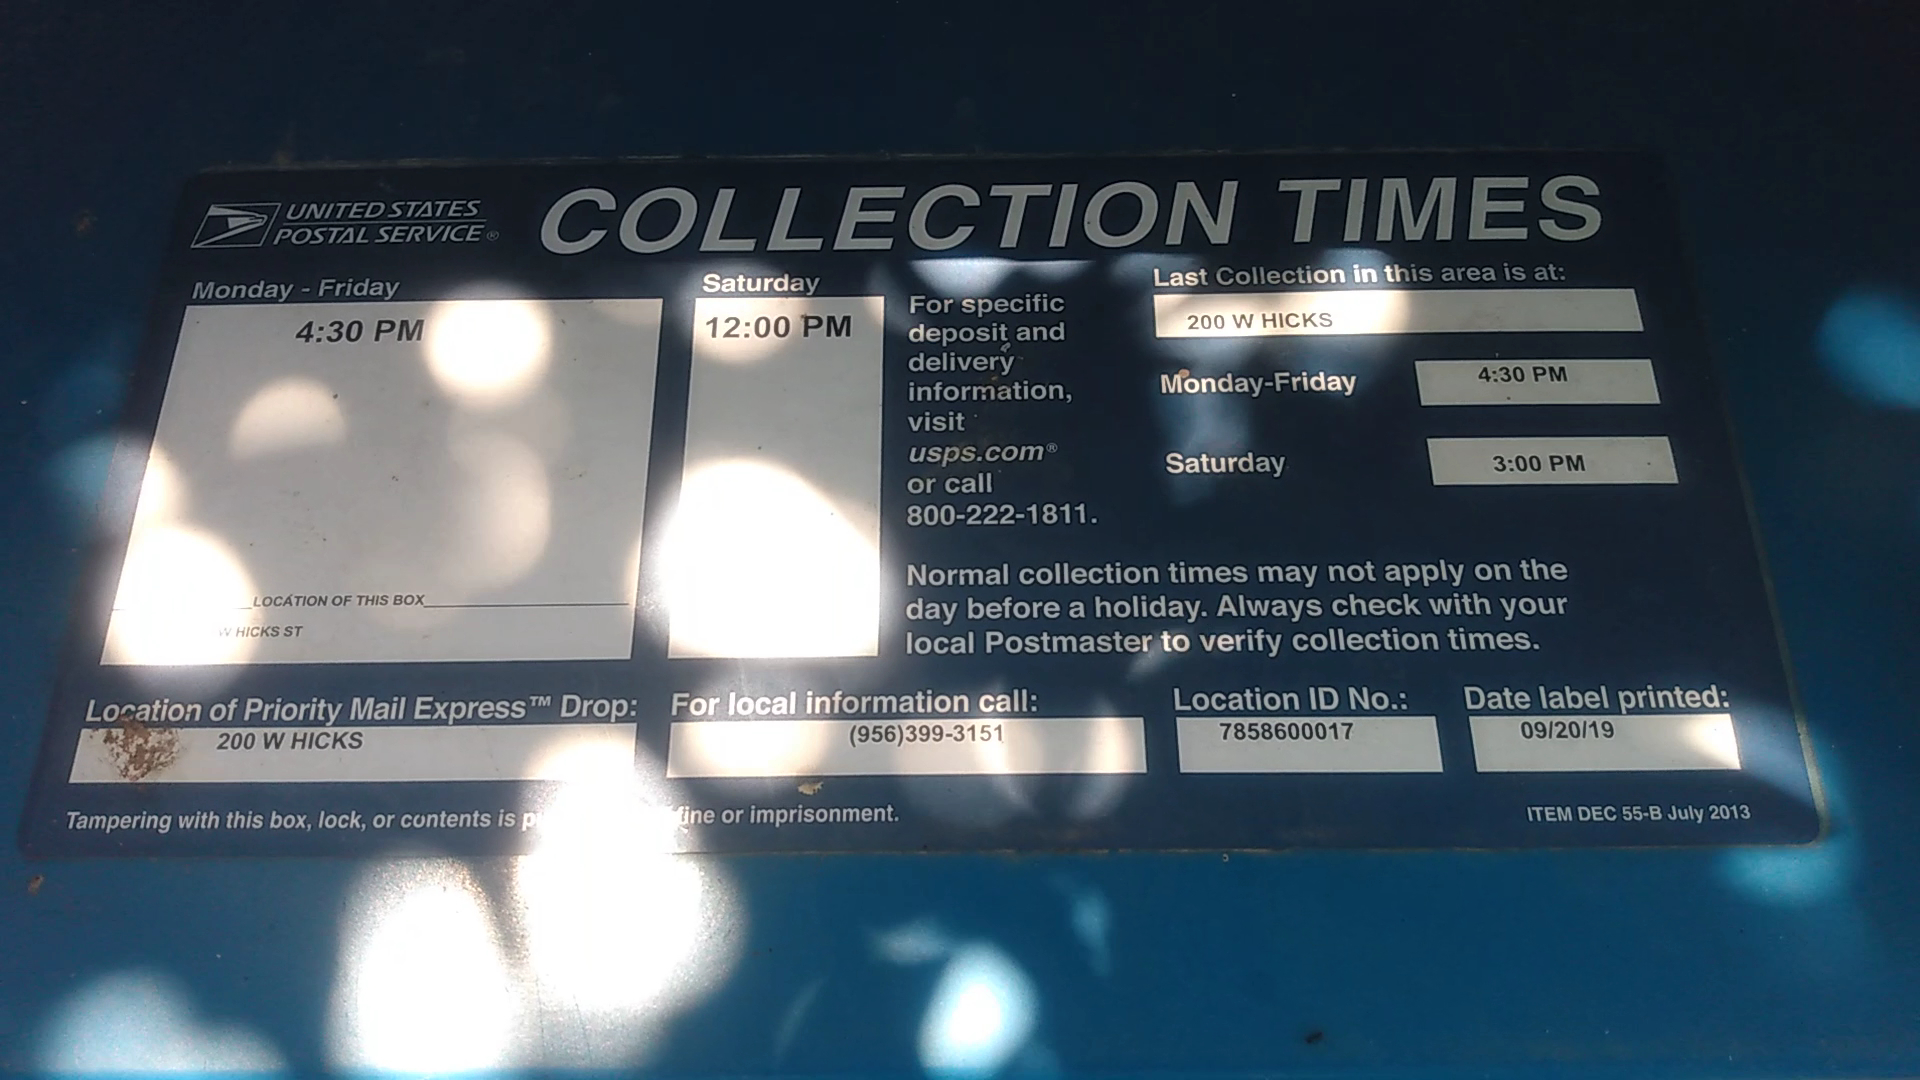 UNITED STATES
POSTAL SERVICE®
COLLECTION TIMES
Monday - Friday
4:30 PM
LOCATION OF THIS BOX
W HICKS ST
Saturday
12:00 PM
For specific
deposit and
delivery
information,
visit
usps.com®
or call
800-222-1811.
Last Collection in this area is at:
200 W HICKS
Monday-Friday
4:30 PM
Saturday
3:00 PM
Normal collection times may not apply on the
day before a holiday. Always check with your
local Postmaster to verify collection times.
Location of Priority Mail Express™ Drop:
200 W HICKS
For local information call:
(956)399-3151
Location ID No.:
7858600017
Date label printed:
09/20/19
Tampering with this box, lock, or contents is fine or imprisonment.
ITEM DEC 55-B July 2013